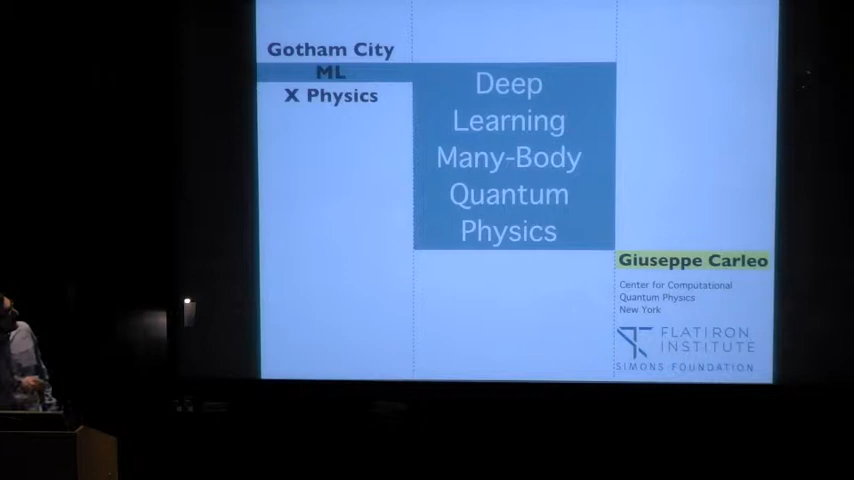 Gotham City
ML
X Physics
Deep
Learning
Many-Body
Quantum
Physics
Giuseppe Carleo
Center for Computational
Quantum Physics
New York
FLATIRON
INSTITUTE
SIMONS FOUNDATION